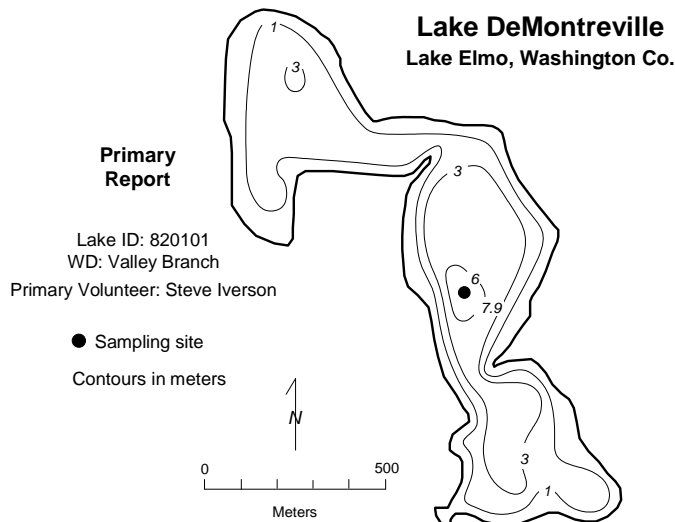 Lake DeMontreville
Lake Elmo, Washington Co.
1
3
Primary
Report
3
Lake ID: 820101
WD: Valley Branch
Primary Volunteer: Steve Iverson
6
7.9
Sampling site
Contours in meters
N
3
1
0 500
Meters